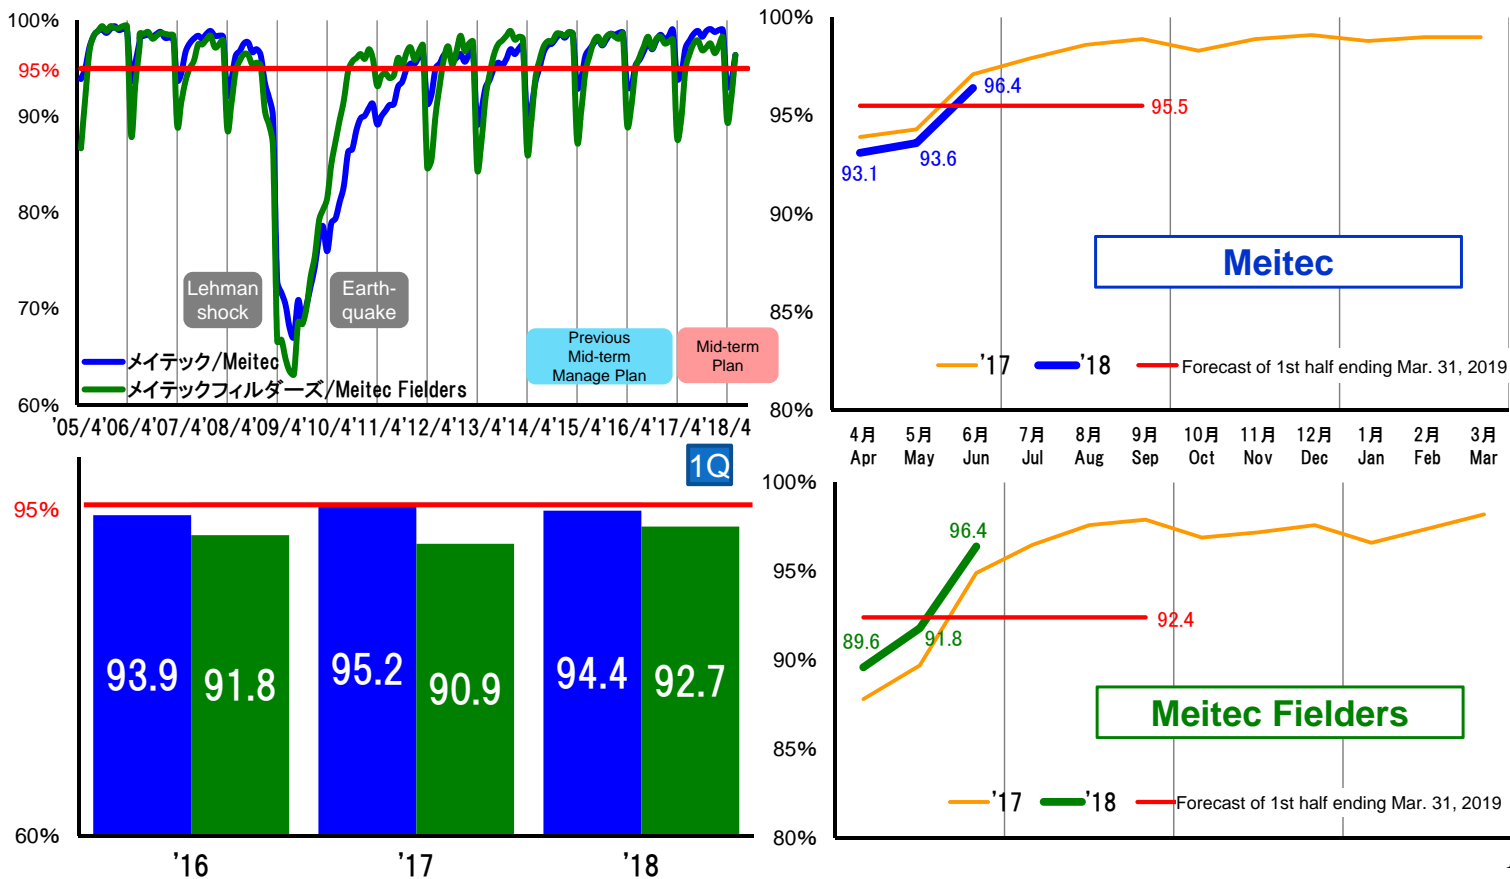 100%
95%
90%
80%
70%
60%
Lehman
shock
Earth-
quake
Previous
Mid-term
Manage Plan
Mid-term
Plan
メイテック/Meitec
メイテックフィルダーズ/Meitec Fielders
'05/4'06/4'07/4'08/4'09/4'10/4'11/4'12/4'13/4'14/4'15/4'16/4'17/4'18/4
100%
95%
90%
85%
80%
96.4
93.6
93.1
95.5
Meitec
'17 '18 Forecast of 1st half ending Mar. 31, 2019
4月 5月 6月 7月 8月 9月 10月 11月 12月 1月 2月 3月
Apr May Jun Jul Aug Sep Oct Nov Dec Jan Feb Mar
1Q
95%
60%
93.9 91.8 95.2 90.9 94.4 92.7
'16 '17 '18
100%
95%
90%
85%
80%
96.4
89.6
91.8
92.4
Meitec Fielders
'17 '18 Forecast of 1st half ending Mar. 31, 2019